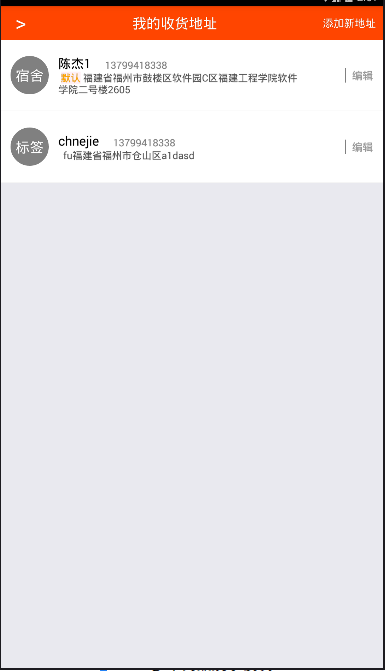 > 我的收货地址 添加新地址
宿舍 陈杰1 13799418338
默认 福建省福州市鼓楼区软件园C区福建工程学院软件 | 编辑
学院二号楼2605
标签 chnejie 13799418338
fu福建省福州市仓山区a1dasd | 编辑